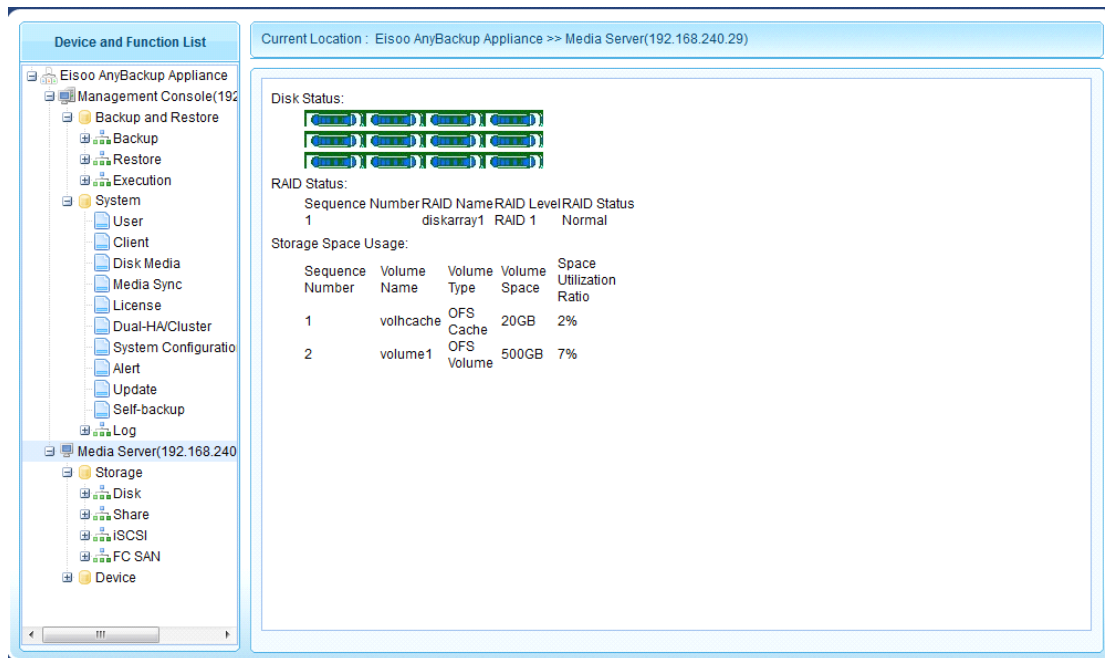 Device and Function List
Current Location : Eisoo AnyBackup Appliance >> Media Server(192.168.240.29)
Eisoo AnyBackup Appliance
Management Console(192
Backup and Restore
Backup
Restore
Execution
System
User
Client
Disk Media
Media Sync
License
Dual-HA/Cluster
System Configuratio
Alert
Update
Self-backup
Log
Media Server(192.168.240
Storage
Disk
Share
iSCSI
FC SAN
Device
Disk Status:
RAID Status:
Sequence Number RAID Name RAID Level RAID Status
1 diskarray1 RAID 1 Normal
Storage Space Usage:
Sequence Number Volume Name Volume Type Volume Space Space Utilization Ratio
1 volhcache OFS Cache 20GB 2%
2 volume1 OFS Volume 500GB 7%